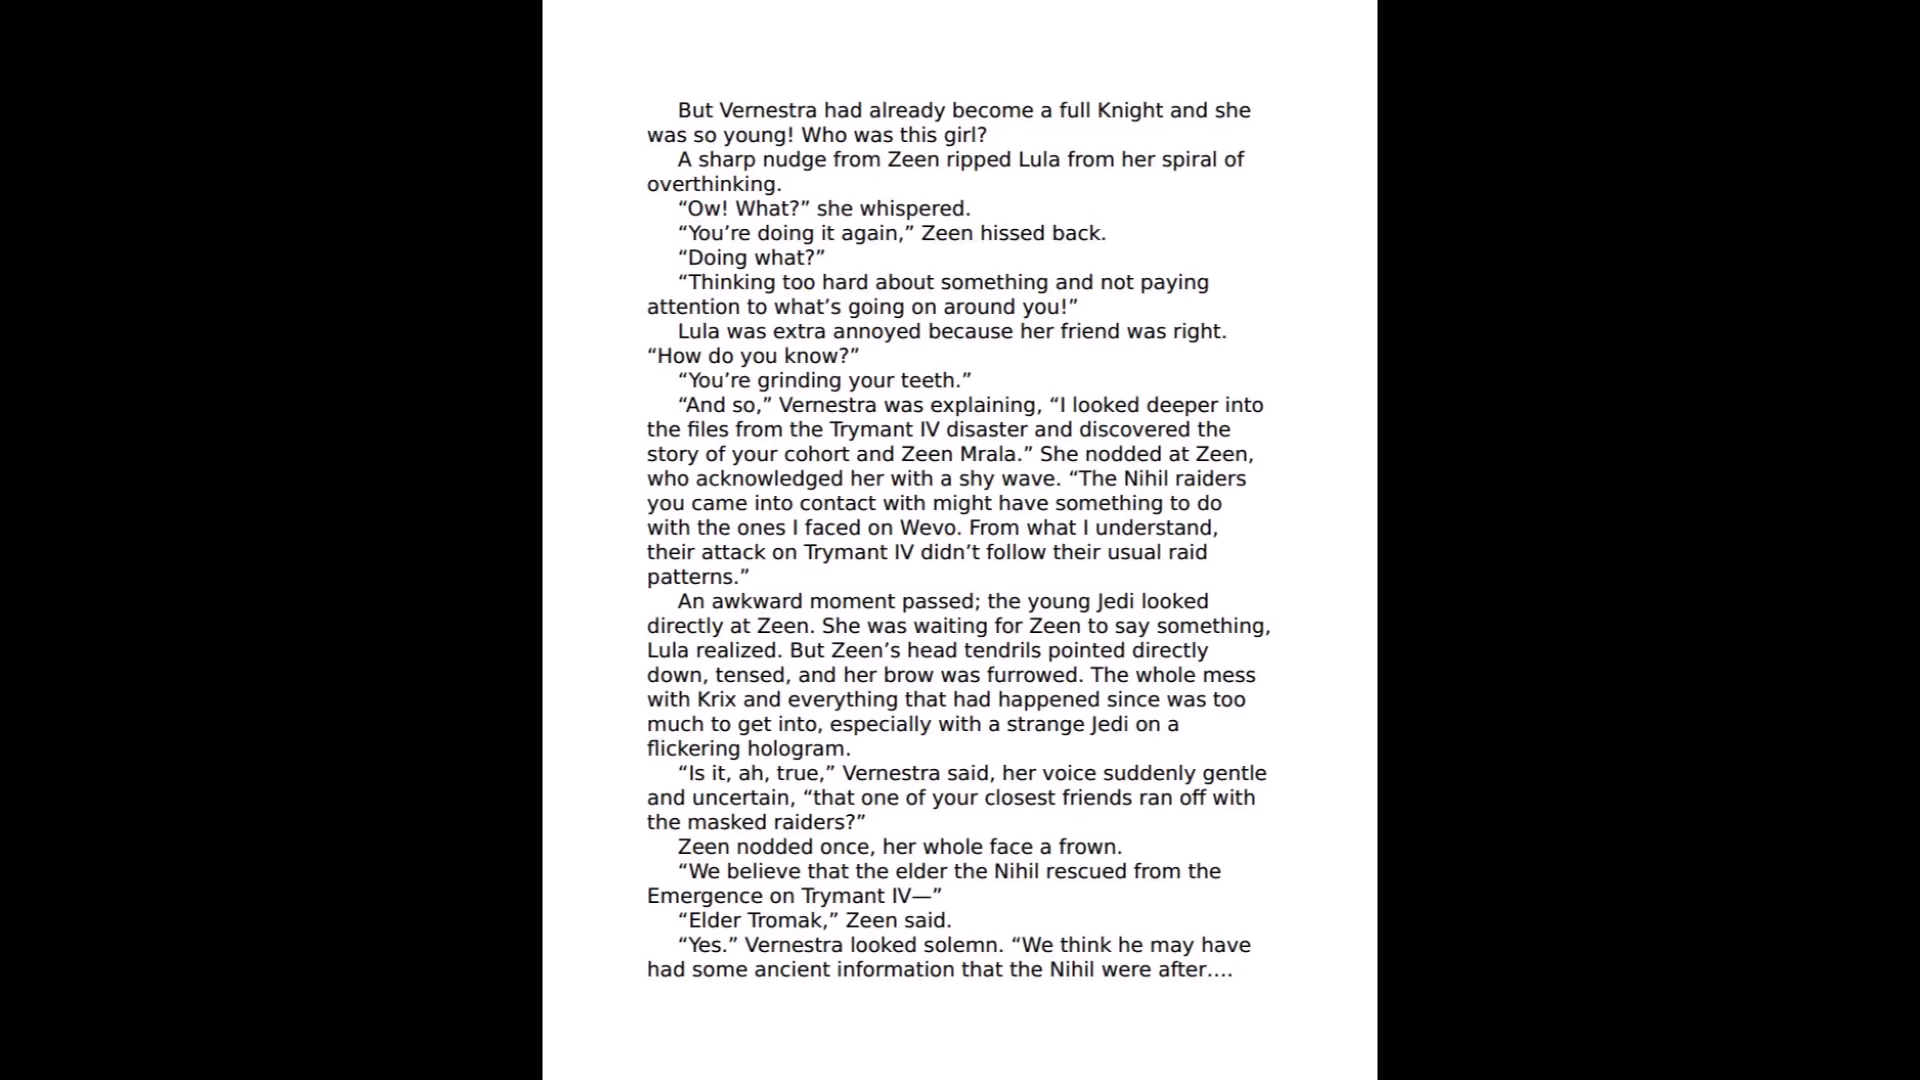 But Vernestra had already become a full Knight and she
was so young! Who was this girl?
A sharp nudge from Zeen ripped Lula from her spiral of
overthinking.
“Ow! What?” she whispered.
“You’re doing it again,” Zeen hissed back.
“Doing what?”
“Thinking too hard about something and not paying
attention to what’s going on around you!”
Lula was extra annoyed because her friend was right.
“How do you know?”
“You’re grinding your teeth.”
“And so,” Vernestra was explaining, “I looked deeper into
the files from the Trymant IV disaster and discovered the
story of your cohort and Zeen Mrala.” She nodded at Zeen,
who acknowledged her with a shy wave. “The Nihil raiders
you came into contact with might have something to do
with the ones I faced on Wevo. From what I understand,
their attack on Trymant IV didn’t follow their usual raid
patterns.”
An awkward moment passed; the young Jedi looked
directly at Zeen. She was waiting for Zeen to say something,
Lula realized. But Zeen’s head tendrils pointed directly
down, tensed, and her brow was furrowed. The whole mess
with Krix and everything that had happened since was too
much to get into, especially with a strange Jedi on a
flickering hologram.
“Is it, ah, true,” Vernestra said, her voice suddenly gentle
and uncertain, “that one of your closest friends ran off with
the masked raiders?”
Zeen nodded once, her whole face a frown.
“We believe that the elder the Nihil rescued from the
Emergence on Trymant IV—”
“Elder Tromak,” Zeen said.
“Yes.” Vernestra looked solemn. “We think he may have
had some ancient information that the Nihil were after....